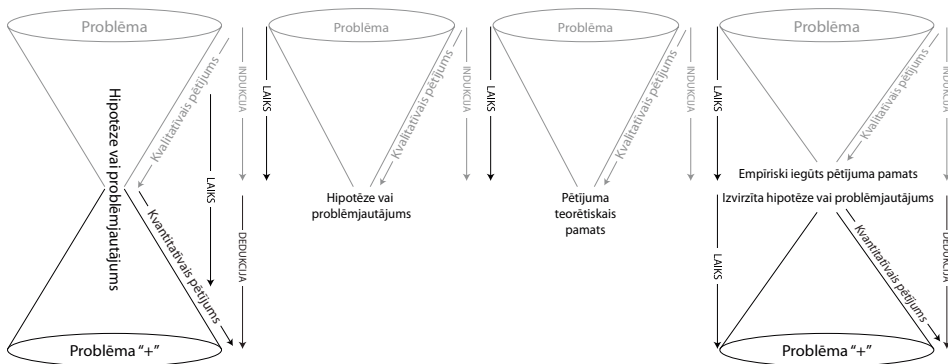 Problēma
Hipotēze vai problēmjautājums
Kvalitatīvais pētījums
INDUKCIJA
LAIKS
Kvantitatīvais pētījums
DEDUKCIJA
Problēma “+”
LAIKS
Problēma
Kvalitatīvais pētījums
INDUKCIJA
Hipotēze vai
problēmjautājums
LAIKS
Problēma
Kvalitatīvais pētījums
INDUKCIJA
Pētījuma
teorētiskais
pamats
LAIKS
Problēma
Kvalitatīvais pētījums
INDUKCIJA
Empīriski iegūts pētījuma pamats
Izvirzīta hipotēze vai problēmjautājums
LAIKS
Kvantitatīvais pētījums
DEDUKCIJA
Problēma “+”